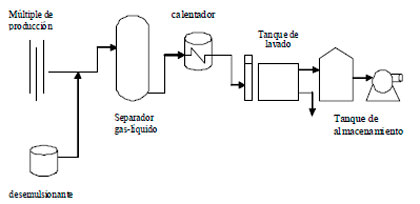 Múltiple de
producción
calentador
Tanque de
lavado
Separador
gas-líquido
Tanque de
almacenamiento
desemulsionante